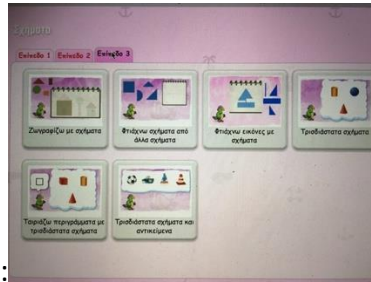 Σχήματα
Επίπεδο 1 Επίπεδο 2 Επίπεδο 3
Ζωγραφίζω με σχήματα
Φτιάχνω σχήματα από
άλλα σχήματα
Φτιάχνω εικόνες με
σχήματα
Τρισδιάστατα σχήματα
Ταιριάζω περιγράμματα με
τρισδιάστατα σχήματα
Τρισδιάστατα σχήματα και
αντικείμενα
: